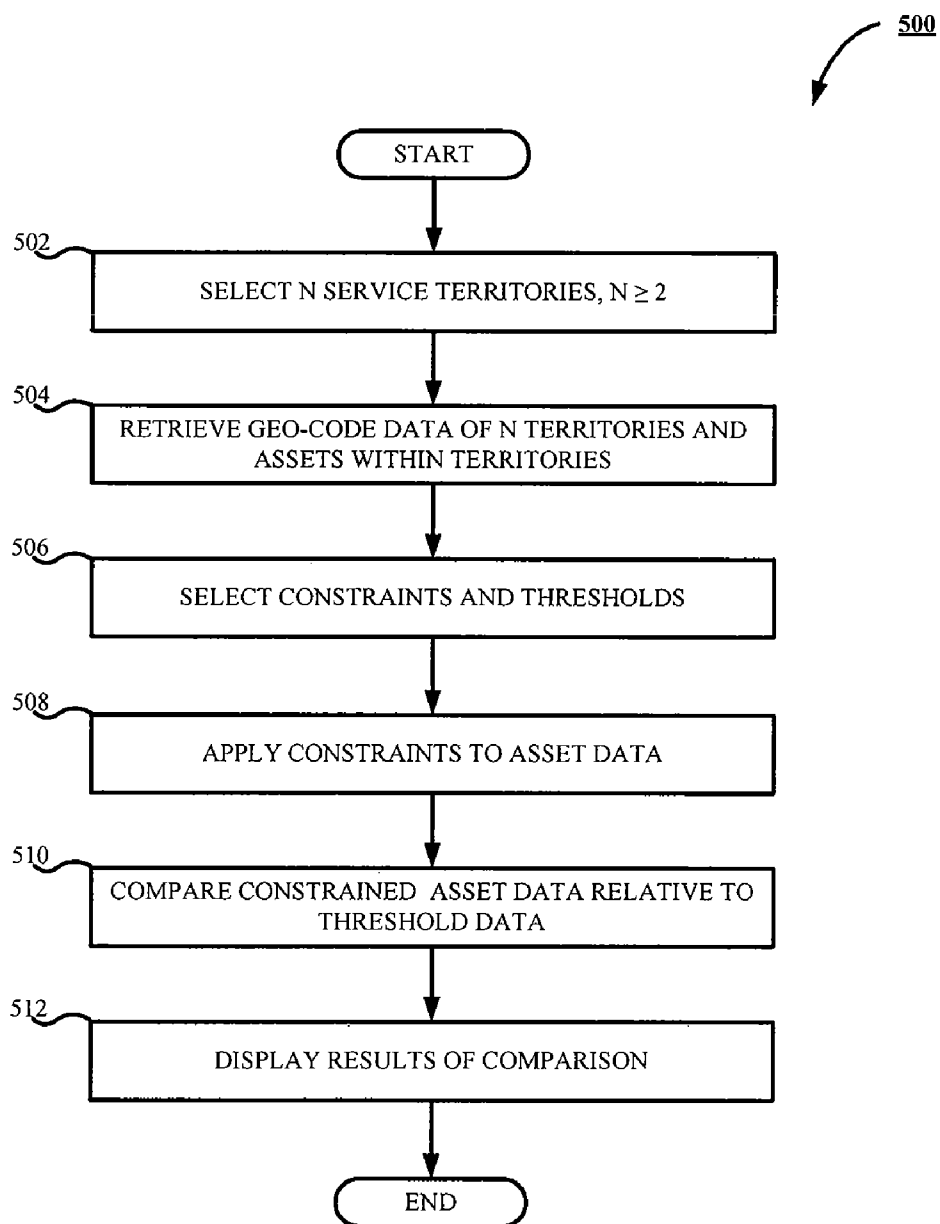 500
START
502
SELECT N SERVICE TERRITORIES, N ≥ 2
504
RETRIEVE GEO-CODE DATA OF N TERRITORIES AND
ASSETS WITHIN TERRITORIES
506
SELECT CONSTRAINTS AND THRESHOLDS
508
APPLY CONSTRAINTS TO ASSET DATA
510
COMPARE CONSTRAINED ASSET DATA RELATIVE TO
THRESHOLD DATA
512
DISPLAY RESULTS OF COMPARISON
END